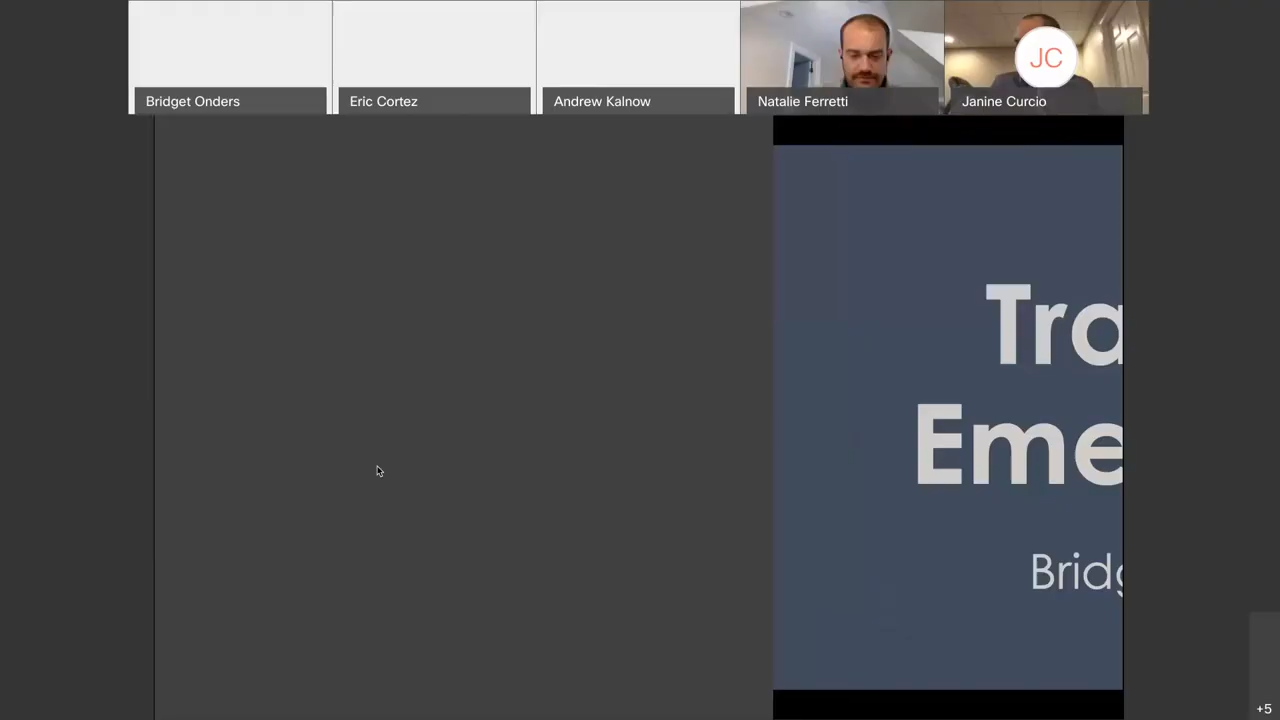 Bridget Onders
Eric Cortez
Andrew Kalnow
Natalie Ferretti
Janine Curcio
JC
Tra
Eme
Bridg
+5